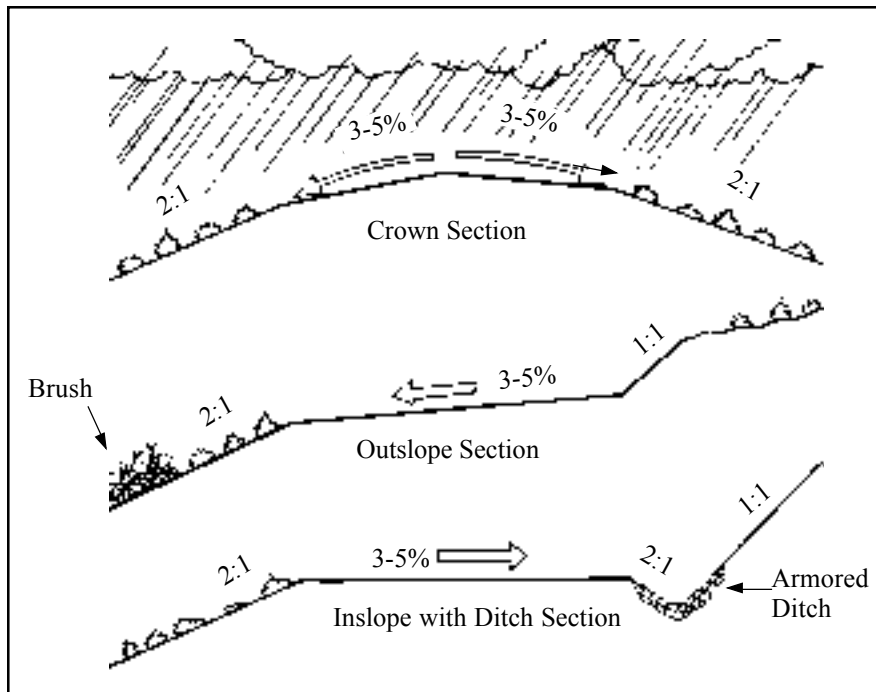 3-5%
3-5%
2:1
2:1
Crown Section
1:1
3-5%
Brush
2:1
Outslope Section
1:1
3-5%
2:1
2:1
Armored
Ditch
Inslope with Ditch Section